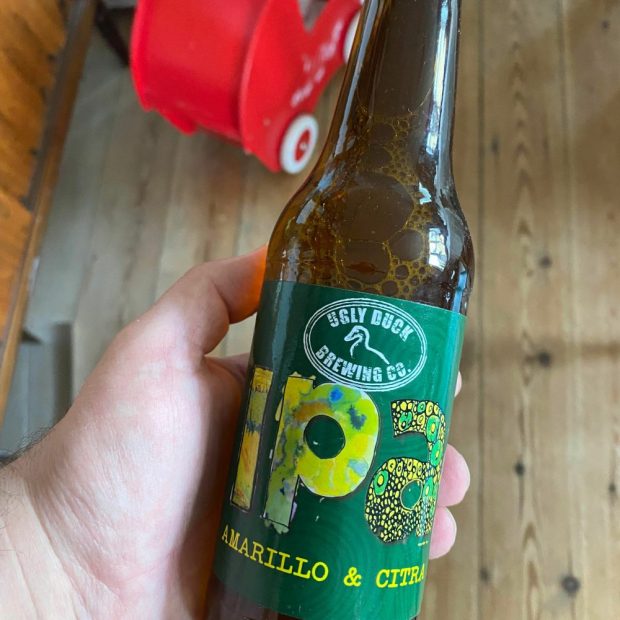 UGLY DUCK
BREWING CO.
IPa
AMARILLO & CITRA